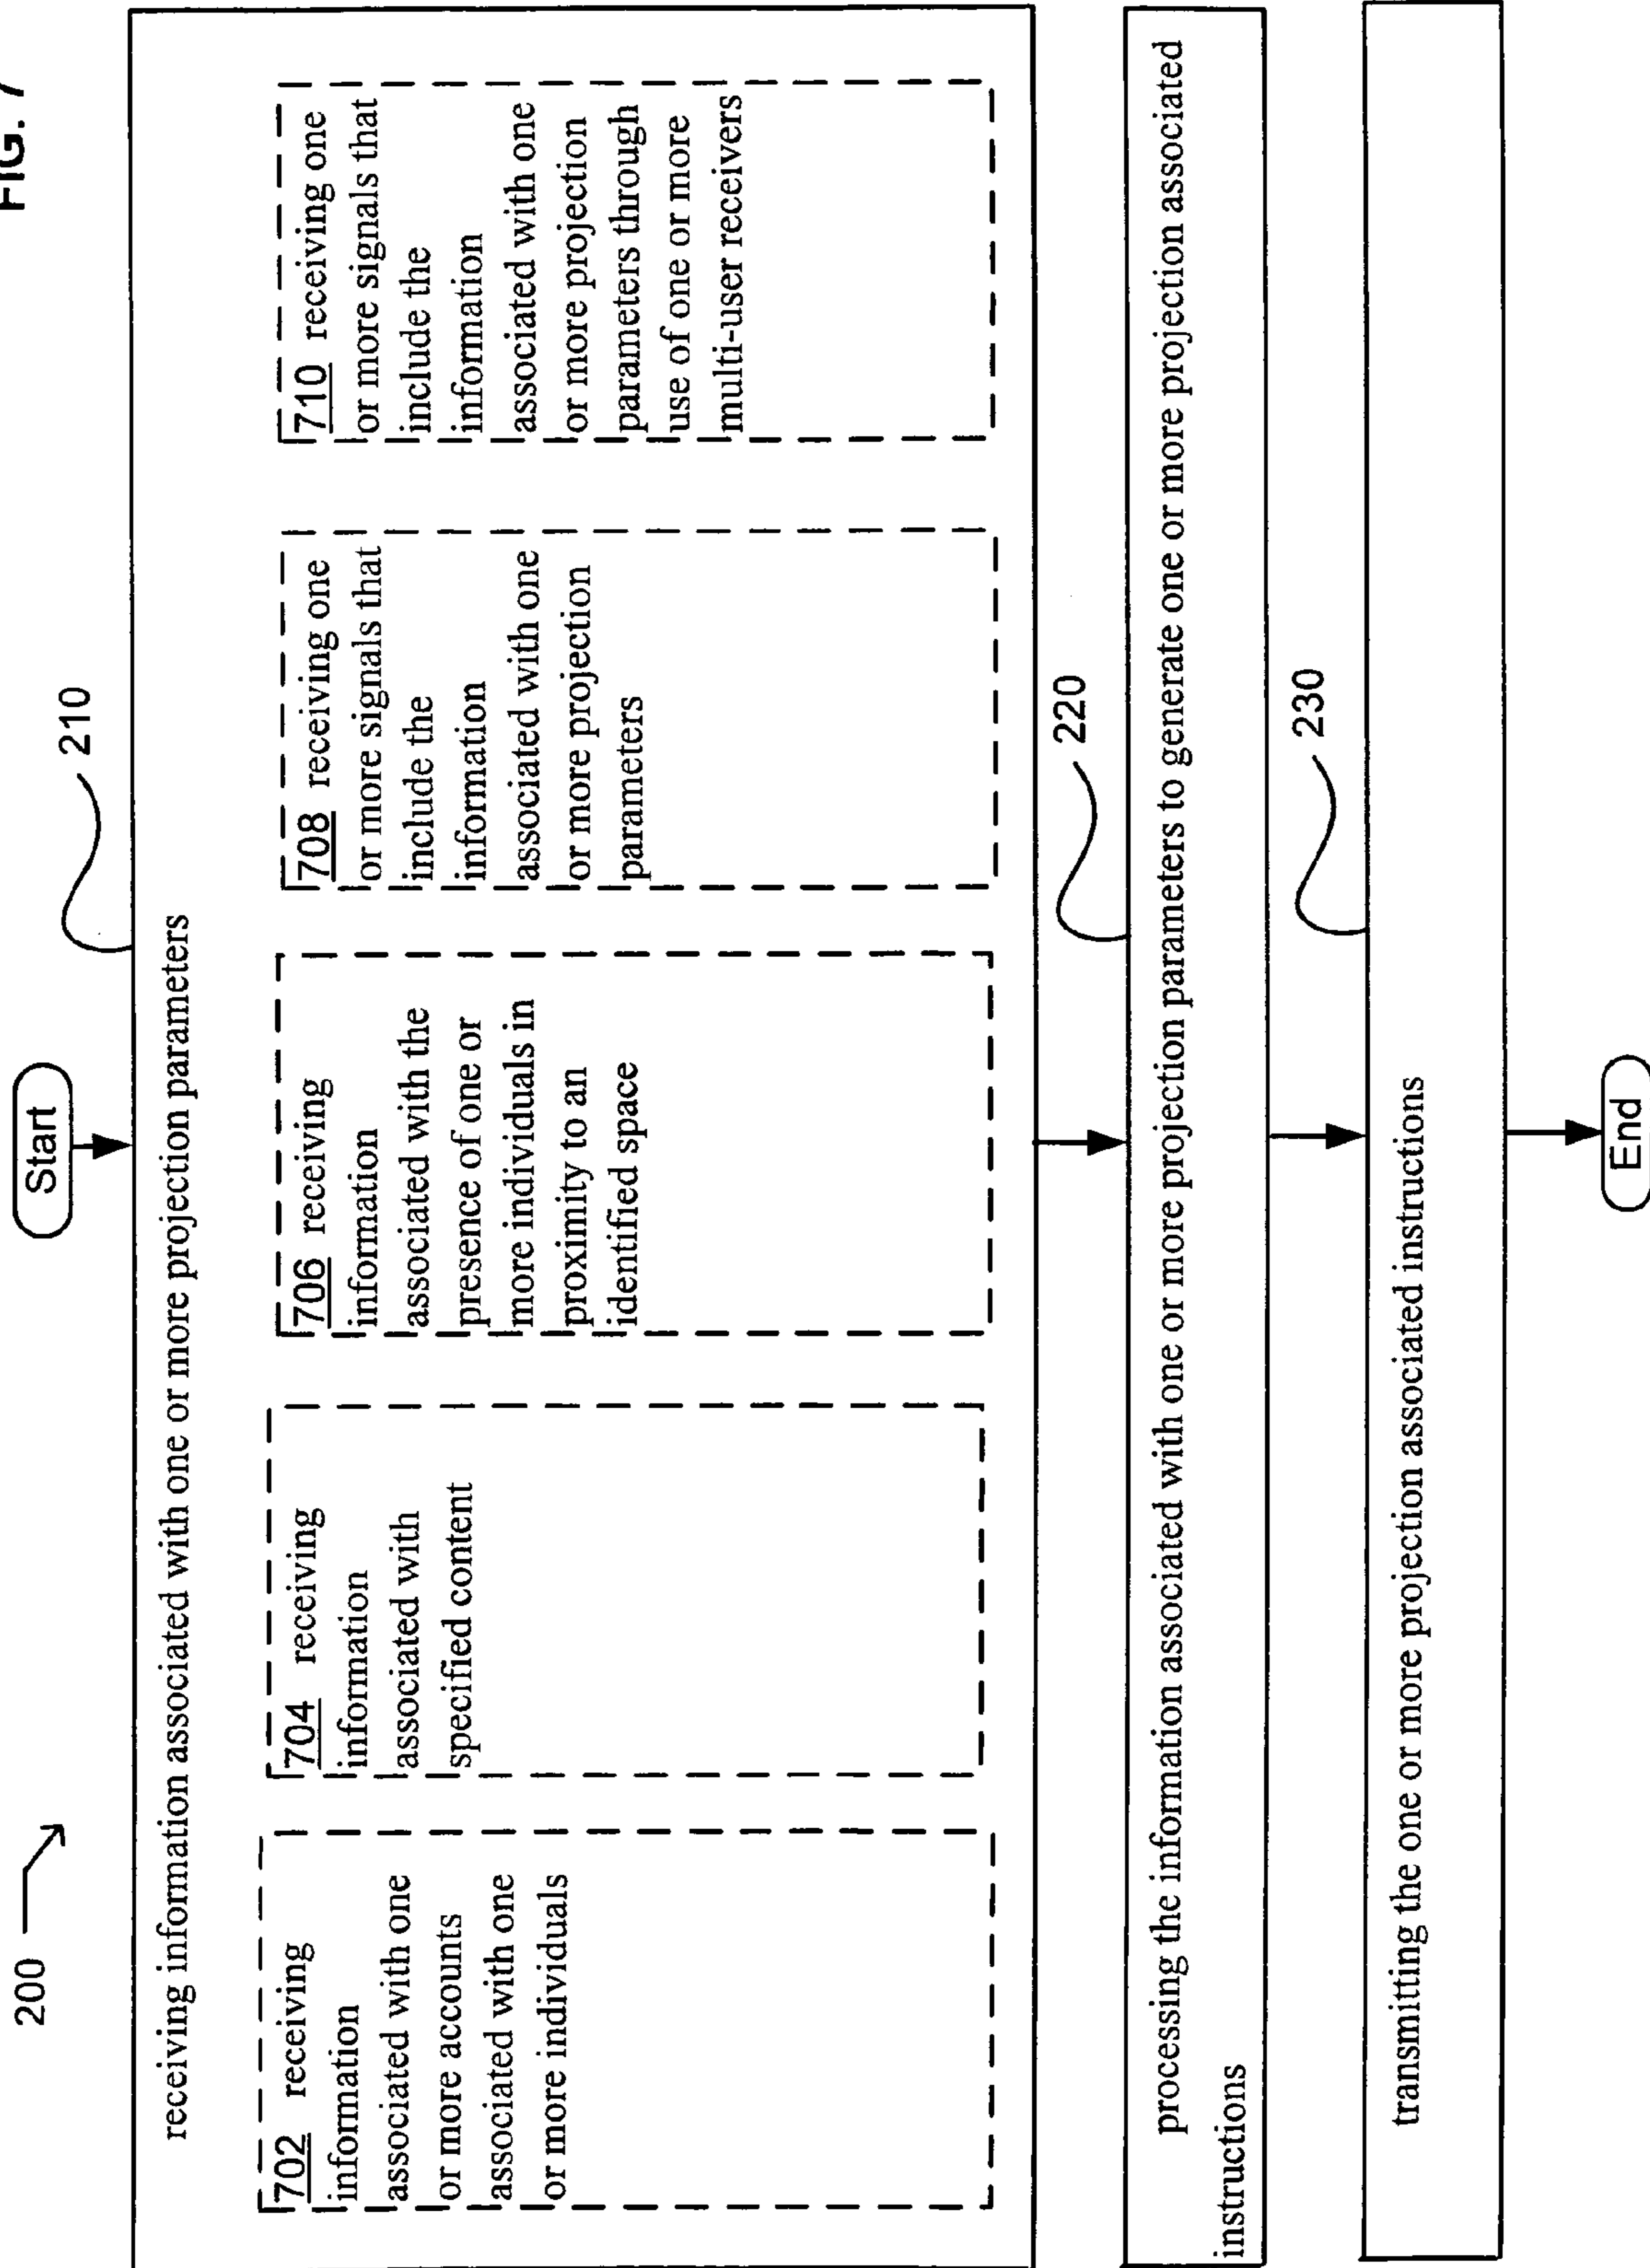 FIG. 7
200
Start
210
receiving information associated with one or more projection parameters
702 receiving
information
associated with one
or more accounts
associated with one
or more individuals
704 receiving
information
associated with
specified content
706 receiving
information
associated with the
presence of one or
more individuals in
proximity to an
identified space
708 receiving one
or more signals that
include the
information
associated with one
or more projection
parameters
710 receiving one
or more signals that
include the
information
associated with one
or more projection
parameters through
use of one or more
multi-user receivers
220
processing the information associated with one or more projection parameters to generate one or more projection associated
instructions
230
transmitting the one or more projection associated instructions
End